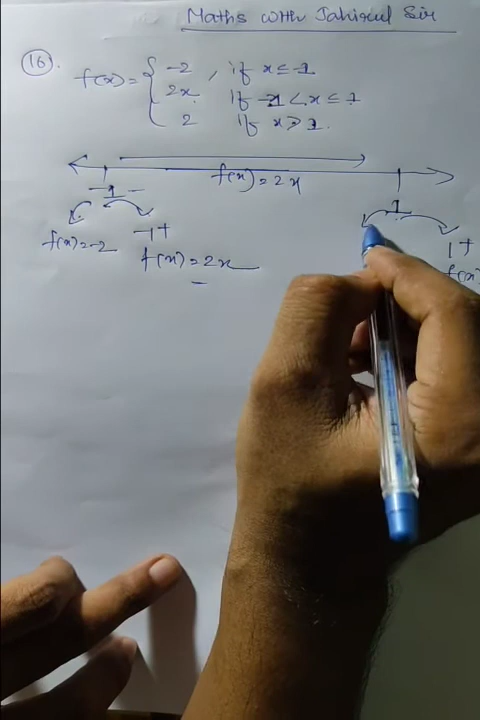 Maths with Jahirul Sir
(16). f(x) = { -2 , if x ≤ -1
2x if -1 < x ≤ 1
2 if x > 1.
f(x) = 2x
-1 - 1
f(x) = -2 -1+ 1+
f(x) = 2x f(x)